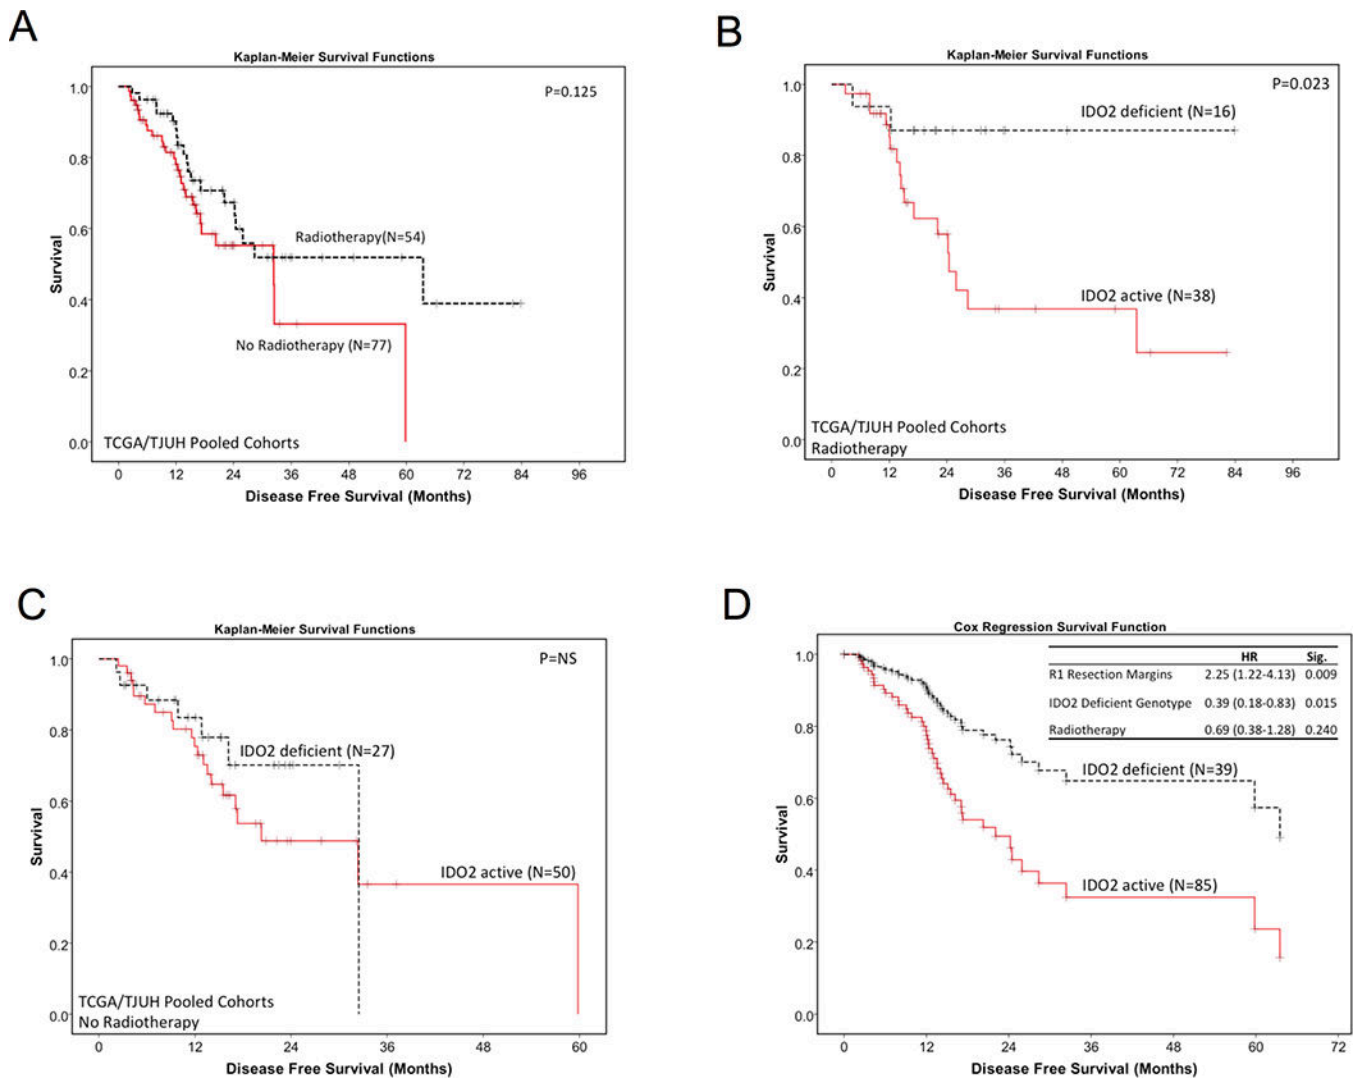 A
Kaplan-Meier Survival Functions
P=0.125
1.0
0.8
0.6
0.4
0.2
0.0
Survival
Radiotherapy(N=54)
No Radiotherapy (N=77)
TCGA/TJUH Pooled Cohorts
0 12 24 36 48 60 72 84 96
Disease Free Survival (Months)
B
Kaplan-Meier Survival Functions
P=0.023
1.0
0.8
0.6
0.4
0.2
0.0
Survival
IDO2 deficient (N=16)
IDO2 active (N=38)
TCGA/TJUH Pooled Cohorts
Radiotherapy
0 12 24 36 48 60 72 84 96
Disease Free Survival (Months)
C
Kaplan-Meier Survival Functions
P=NS
1.0
0.8
0.6
0.4
0.2
0.0
Survival
IDO2 deficient (N=27)
IDO2 active (N=50)
TCGA/TJUH Pooled Cohorts
No Radiotherapy
0 12 24 36 48 60
Disease Free Survival (Months)
D
Cox Regression Survival Function
HR Sig.
R1 Resection Margins 2.25 (1.22-4.13) 0.009
IDO2 Deficient Genotype 0.39 (0.18-0.83) 0.015
Radiotherapy 0.69 (0.38-1.28) 0.240
1.0
0.8
0.6
0.4
0.2
0.0
Survival
IDO2 deficient (N=39)
IDO2 active (N=85)
0 12 24 36 48 60 72
Disease Free Survival (Months)